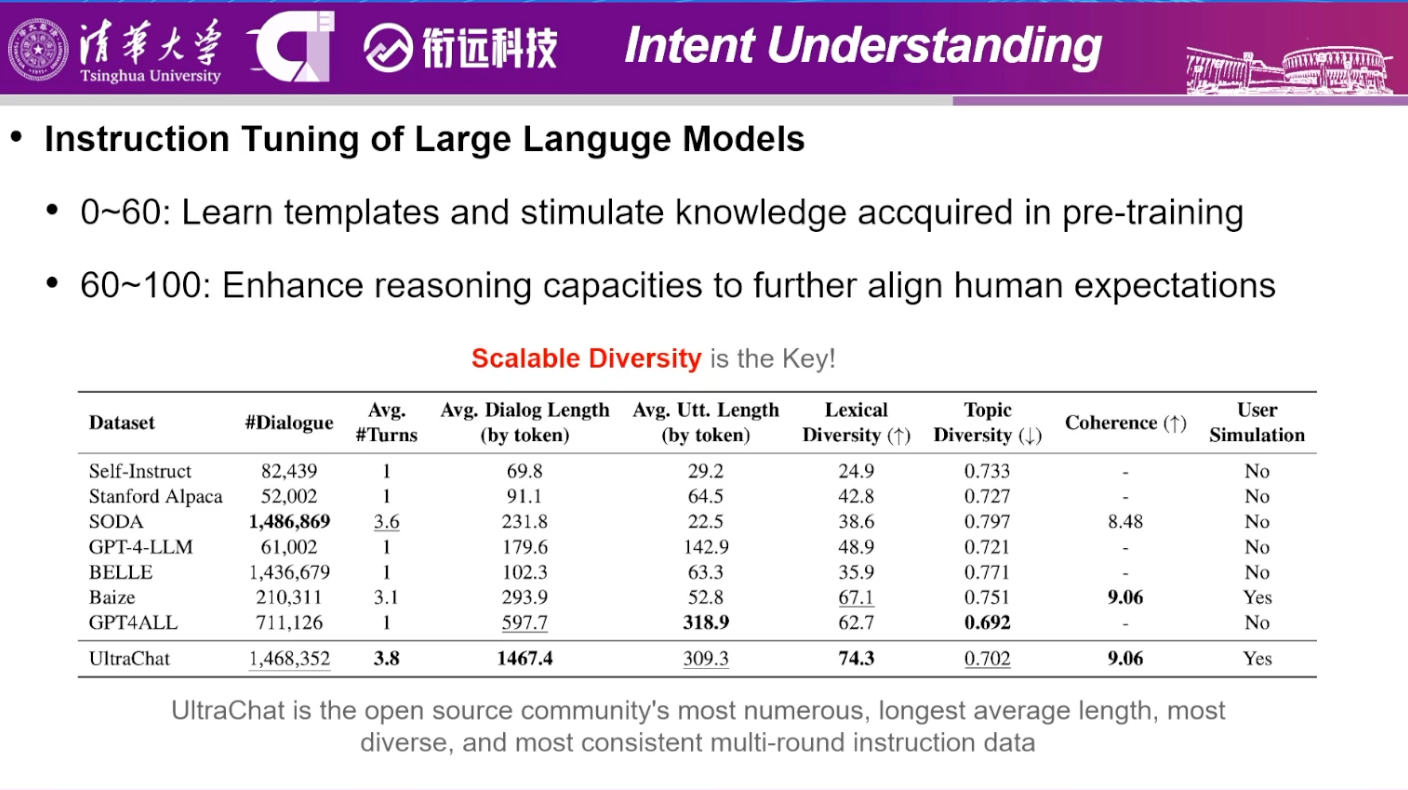 清華大学
Tsinghua University
衔远科技
Intent Understanding
• Instruction Tuning of Large Languge Models
• 0~60: Learn templates and stimulate knowledge accquired in pre-training
• 60~100: Enhance reasoning capacities to further align human expectations
Scalable Diversity is the Key!
Dataset #Dialogue Avg. #Turns Avg. Dialog Length (by token) Avg. Utt. Length (by token) Lexical Diversity (↑) Topic Diversity (↓) Coherence (↑) User Simulation
Self-Instruct 82,439 1 69.8 29.2 24.9 0.733 - No
Stanford Alpaca 52,002 1 91.1 64.5 42.8 0.727 - No
SODA 1,486,869 3.6 231.8 22.5 38.6 0.797 8.48 No
GPT-4-LLM 61,002 1 179.6 142.9 48.9 0.721 - No
BELLE 1,436,679 1 102.3 63.3 35.9 0.771 - No
Baize 210,311 3.1 293.9 52.8 67.1 0.751 9.06 Yes
GPT4ALL 711,126 1 597.7 318.9 62.7 0.692 - No
UltraChat 1,468,352 3.8 1467.4 309.3 74.3 0.702 9.06 Yes
UltraChat is the open source community's most numerous, longest average length, most
diverse, and most consistent multi-round instruction data